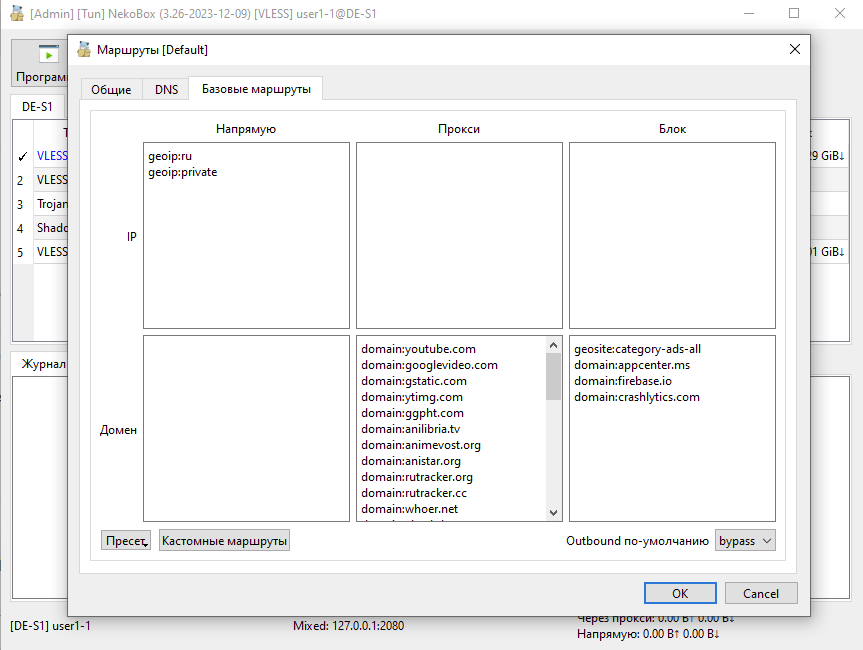 [Admin] [Tun] NekoBox (3.26-2023-12-09) [VLESS] user1-1@DE-S1
Маршруты [Default]
Общие
DNS
Базовые маршруты
DE-S1
Напрямую
Прокси
Блок
IP
geoip:ru
geoip:private
Домен
domain:youtube.com
domain:googlevideo.com
domain:gstatic.com
domain:ytimg.com
domain:ggpht.com
domain:anilibria.tv
domain:animevost.org
domain:anistar.org
domain:rutracker.org
domain:rutracker.cc
domain:whoer.net
geosite:category-ads-all
domain:appcenter.ms
domain:firebase.io
domain:crashlytics.com
Пресет
Кастомные маршруты
Outbound по-умолчанию
bypass
OK
Cancel
✓ VLESS
2 VLESS
3 Trojan
4 Shado
5 VLESS
GiB↓
GiB↓
Журнал
[DE-S1] user1-1
Mixed: 127.0.0.1:2080
Через прокси: 0.00 B↑ 0.00 B↓
Напрямую: 0.00 B↑ 0.00 B↓